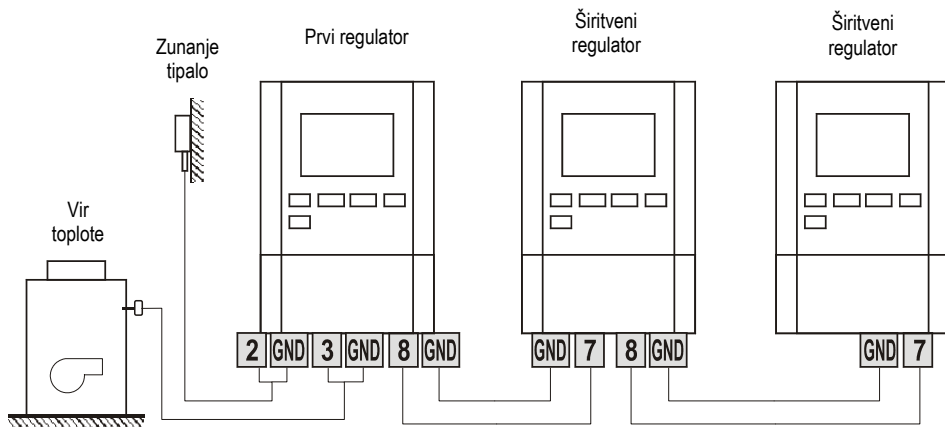 Zunanje
tipalo
Prvi regulator
Širitveni
regulator
Širitveni
regulator
Vir
toplote
2 GND 3 GND 8 GND
GND 7 8 GND
GND 7